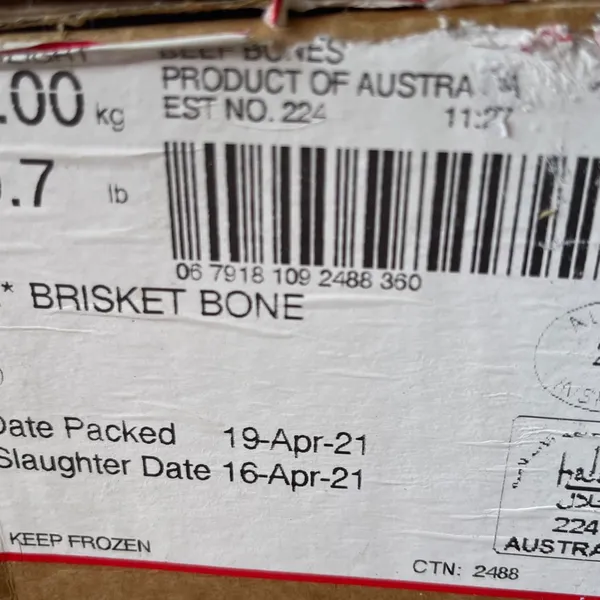 BEEF BONES
PRODUCT OF AUSTRA
.00 kg
EST NO. 224
11:27
.7 lb
06 7918 109 2488 360
* BRISKET BONE
Date Packed 19-Apr-21
Slaughter Date 16-Apr-21
224
AUSTRA
KEEP FROZEN
CTN: 2488